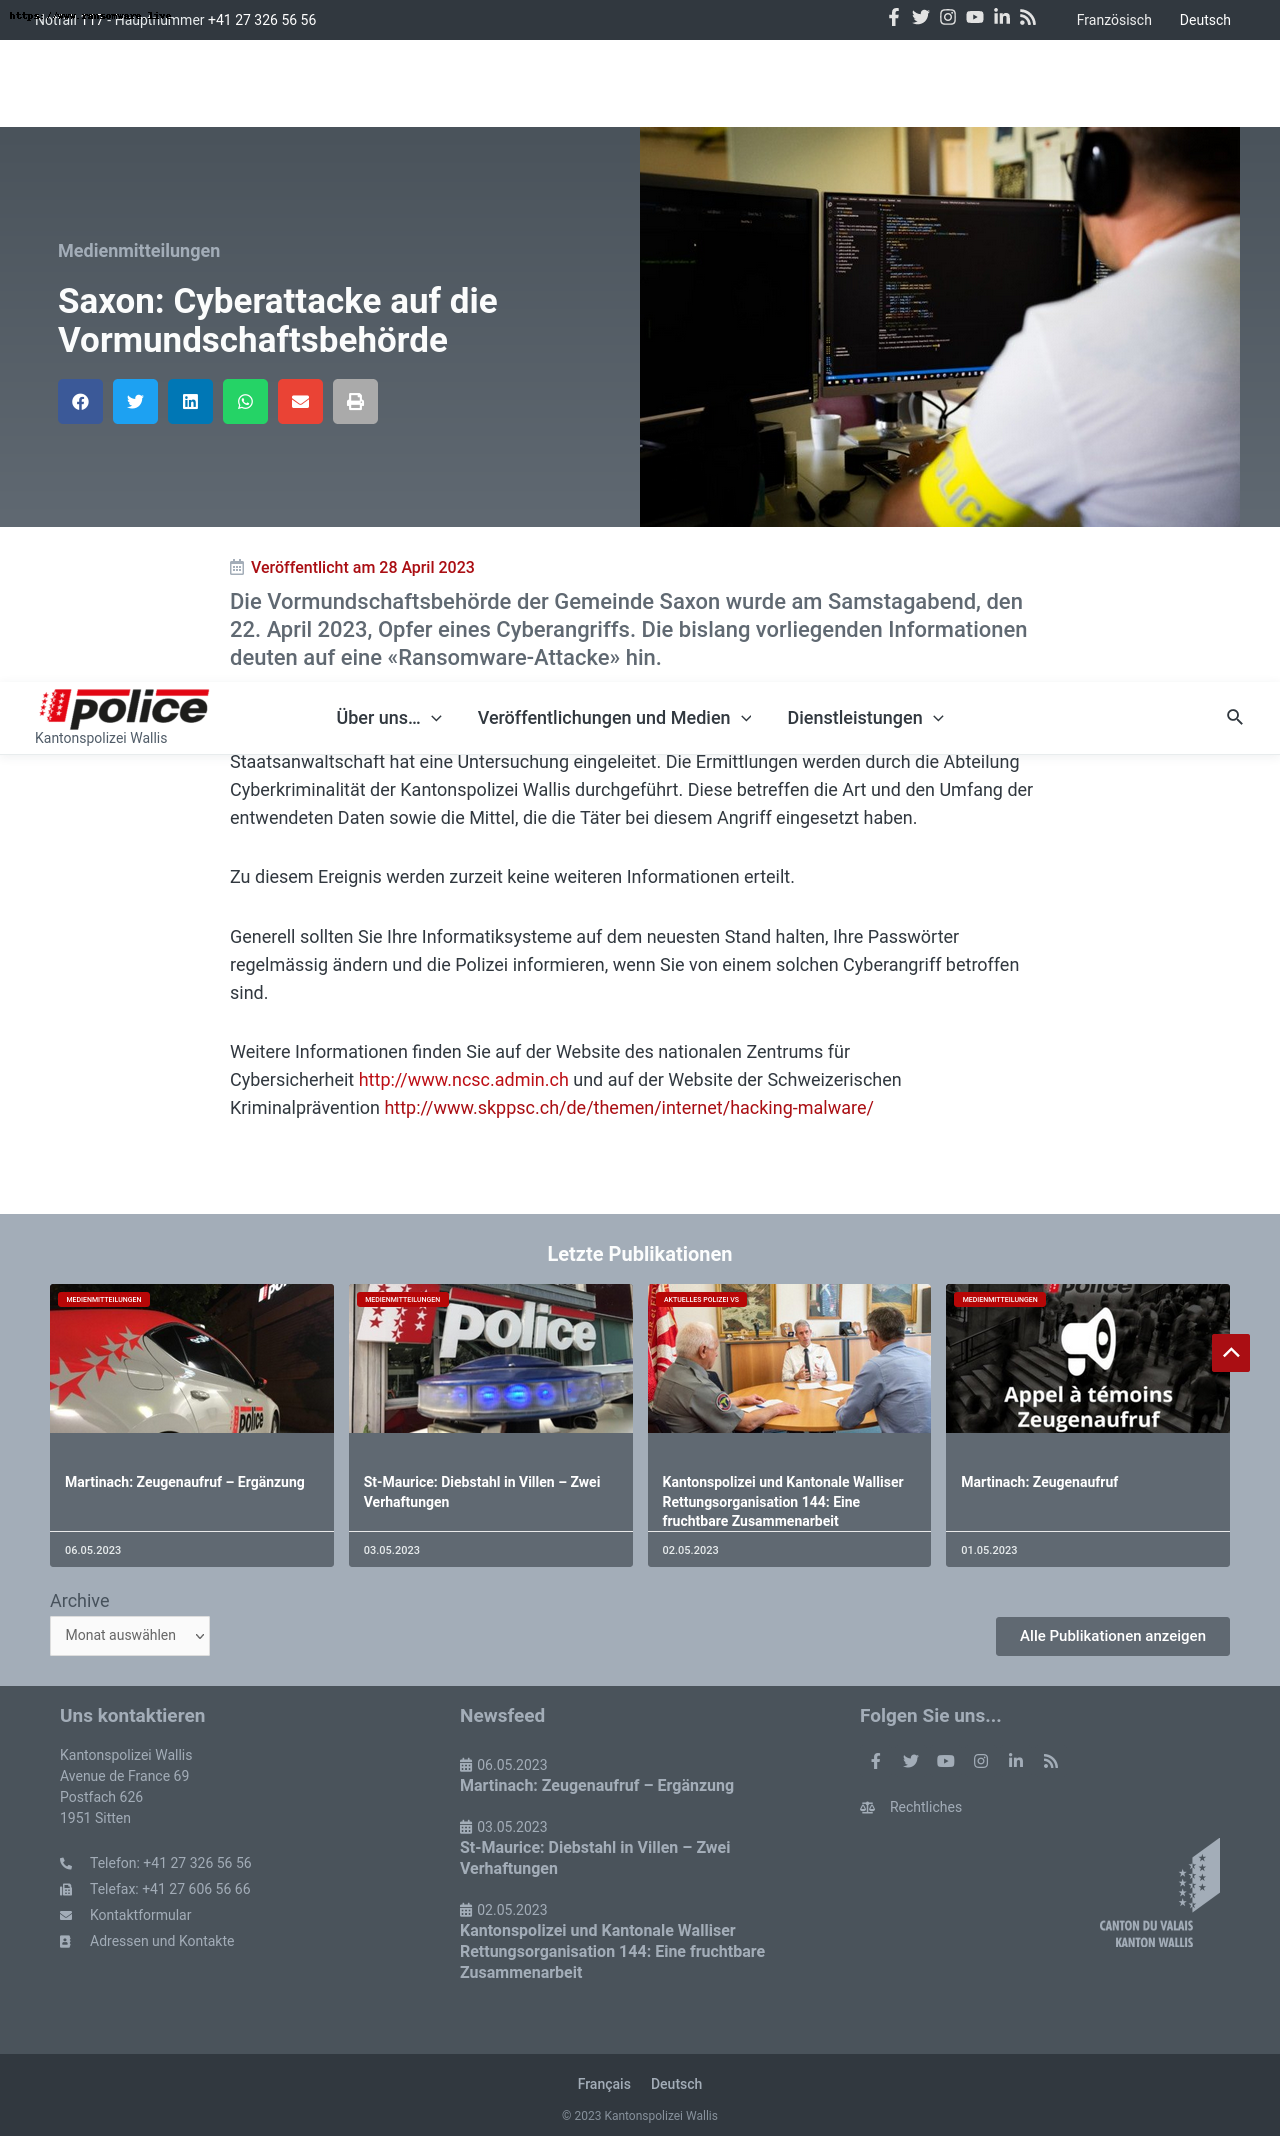 https://www.ransomware.live
Notfall 117 - Hauptnummer +41 27 326 56 56
Französisch
Deutsch
Medienmitteilungen
Saxon: Cyberattacke auf die
Vormundschaftsbehörde
POLICE
Veröffentlicht am 28 April 2023
Die Vormundschaftsbehörde der Gemeinde Saxon wurde am Samstagabend, den
22. April 2023, Opfer eines Cyberangriffs. Die bislang vorliegenden Informationen
deuten auf eine «Ransomware-Attacke» hin.
police
Kantonspolizei Wallis
Über uns…
Veröffentlichungen und Medien
Dienstleistungen
Staatsanwaltschaft hat eine Untersuchung eingeleitet. Die Ermittlungen werden durch die Abteilung
Cyberkriminalität der Kantonspolizei Wallis durchgeführt. Diese betreffen die Art und den Umfang der
entwendeten Daten sowie die Mittel, die die Täter bei diesem Angriff eingesetzt haben.
Zu diesem Ereignis werden zurzeit keine weiteren Informationen erteilt.
Generell sollten Sie Ihre Informatiksysteme auf dem neuesten Stand halten, Ihre Passwörter
regelmässig ändern und die Polizei informieren, wenn Sie von einem solchen Cyberangriff betroffen
sind.
Weitere Informationen finden Sie auf der Website des nationalen Zentrums für
Cybersicherheit http://www.ncsc.admin.ch und auf der Website der Schweizerischen
Kriminalprävention http://www.skppsc.ch/de/themen/internet/hacking-malware/
Letzte Publikationen
MEDIENMITTEILUNGEN
police
Martinach: Zeugenaufruf – Ergänzung
06.05.2023
MEDIENMITTEILUNGEN
police
St-Maurice: Diebstahl in Villen – Zwei
Verhaftungen
03.05.2023
AKTUELLES POLIZEI VS
Kantonspolizei und Kantonale Walliser
Rettungsorganisation 144: Eine
fruchtbare Zusammenarbeit
02.05.2023
MEDIENMITTEILUNGEN
police
Appel à témoins
Zeugenaufruf
Martinach: Zeugenaufruf
01.05.2023
Archive
Monat auswählen
Alle Publikationen anzeigen
Uns kontaktieren
Kantonspolizei Wallis
Avenue de France 69
Postfach 626
1951 Sitten
Telefon: +41 27 326 56 56
Telefax: +41 27 606 56 66
Kontaktformular
Adressen und Kontakte
Newsfeed
06.05.2023
Martinach: Zeugenaufruf – Ergänzung
03.05.2023
St-Maurice: Diebstahl in Villen – Zwei
Verhaftungen
02.05.2023
Kantonspolizei und Kantonale Walliser
Rettungsorganisation 144: Eine fruchtbare
Zusammenarbeit
Folgen Sie uns...
Rechtliches
CANTON DU VALAIS
KANTON WALLIS
Français
Deutsch
© 2023 Kantonspolizei Wallis